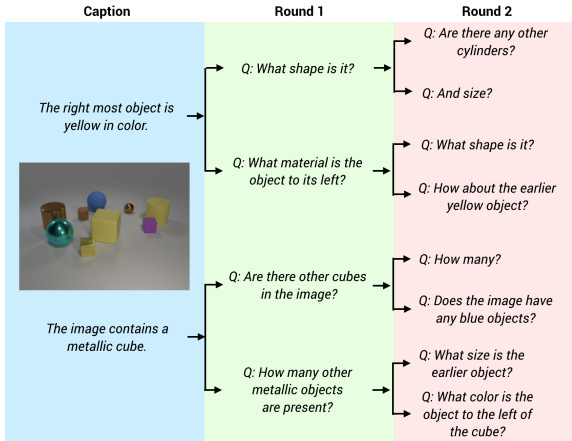 Caption
Round 1
Round 2
The right most object is
yellow in color.
Q: What shape is it?
Q: Are there any other
cylinders?
Q: And size?
Q: What material is the
object to its left?
Q: What shape is it?
Q: How about the earlier
yellow object?
The image contains a
metallic cube.
Q: Are there other cubes
in the image?
Q: How many?
Q: Does the image have
any blue objects?
Q: How many other
metallic objects
are present?
Q: What size is the
earlier object?
Q: What color is the
object to the left of
the cube?